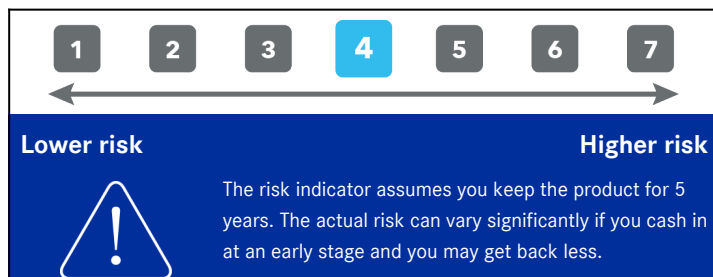 1 2 3 4 5 6 7
Lower risk Higher risk
The risk indicator assumes you keep the product for 5
years. The actual risk can vary significantly if you cash in
at an early stage and you may get back less.